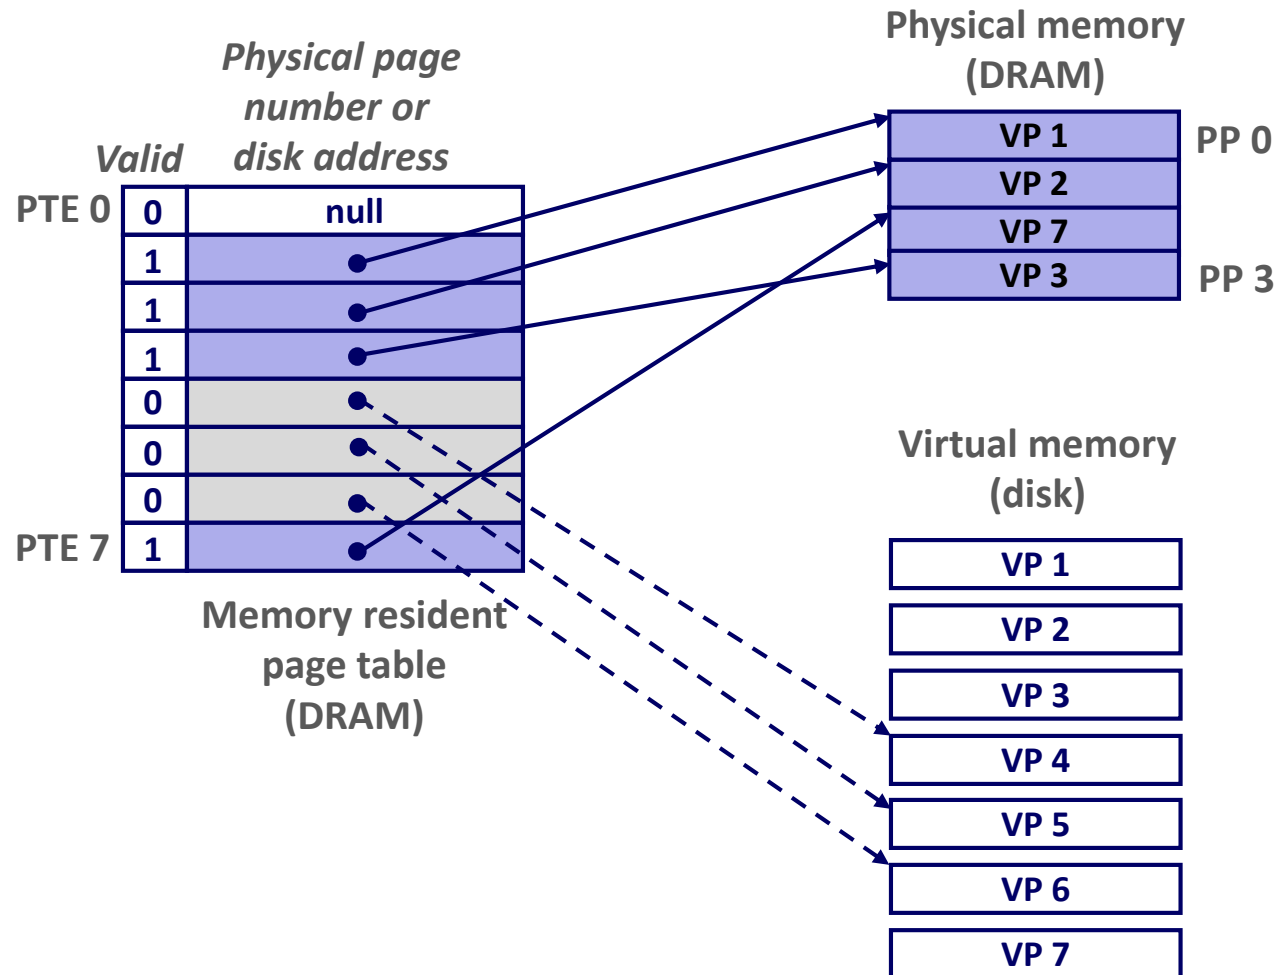 Physical page
number or
disk address
Valid
PTE 0
0
null
1
1
1
0
0
0
PTE 7
1
Memory resident
page table
(DRAM)
Physical memory
(DRAM)
VP 1
PP 0
VP 2
VP 7
VP 3
PP 3
Virtual memory
(disk)
VP 1
VP 2
VP 3
VP 4
VP 5
VP 6
VP 7